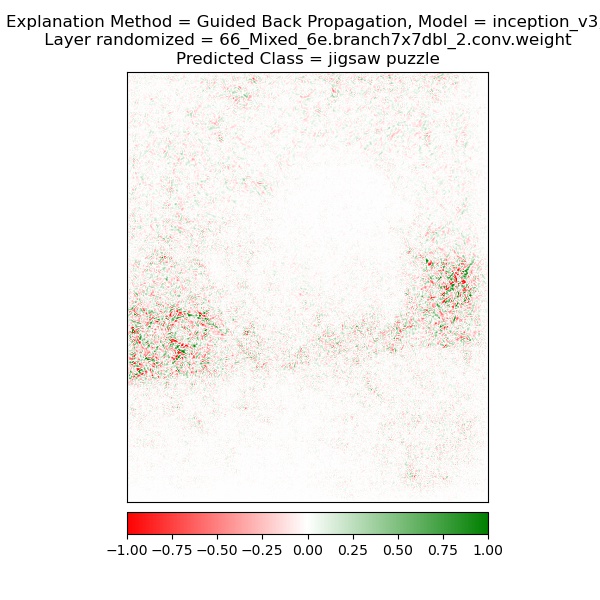 Explanation Method = Guided Back Propagation, Model = inception_v3
Layer randomized = 66_Mixed_6e.branch7x7dbl_2.conv.weight
Predicted Class = jigsaw puzzle
−1.00 −0.75 −0.50 −0.25 0.00 0.25 0.50 0.75 1.00